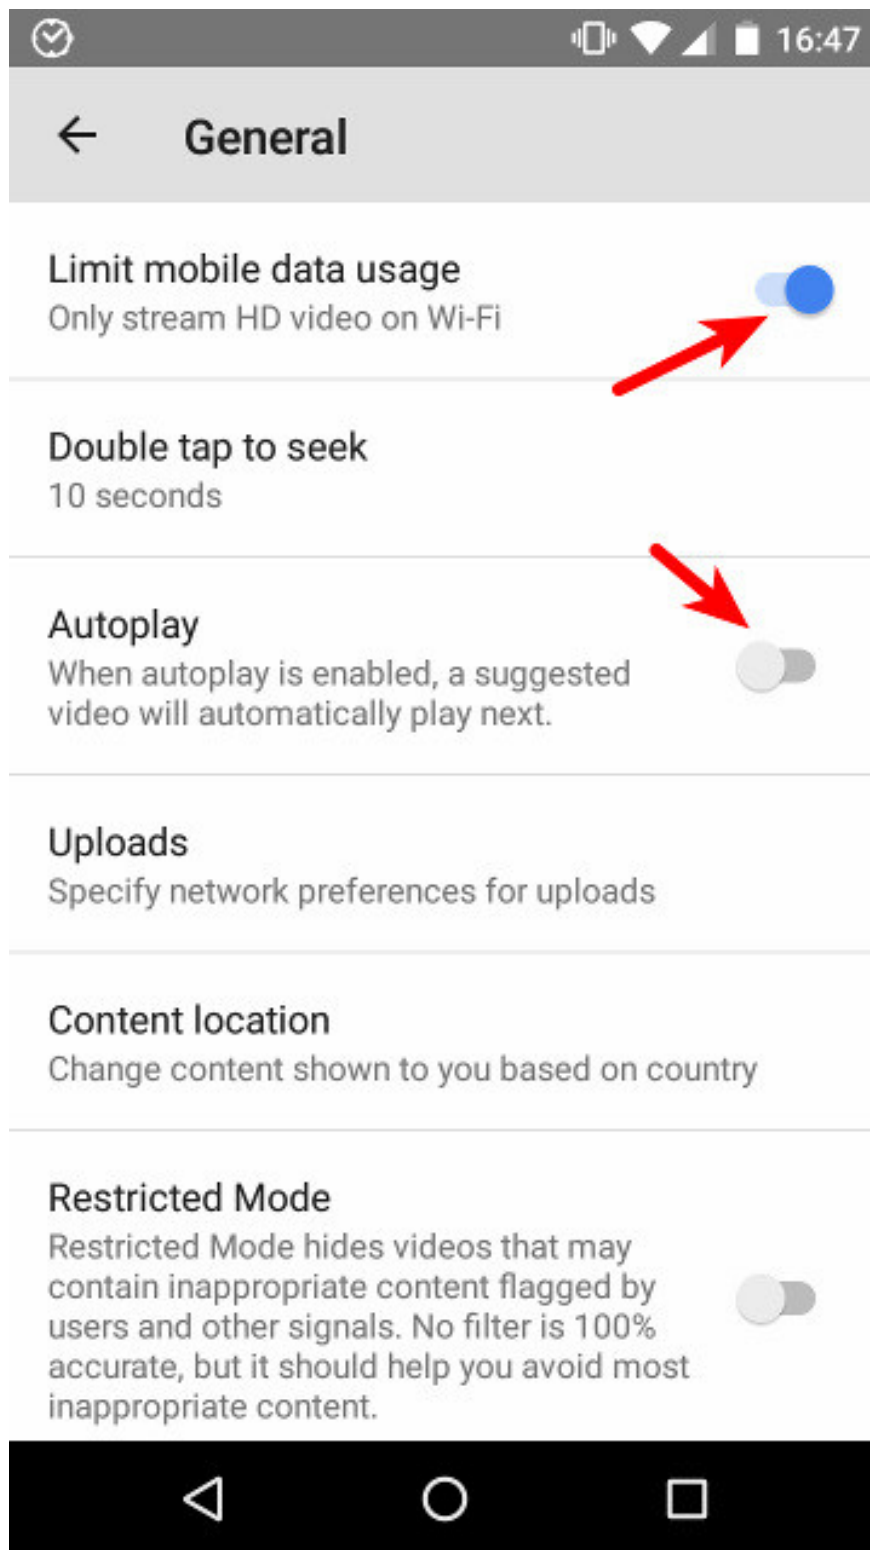 16:47
General
Limit mobile data usage
Only stream HD video on Wi-Fi
Double tap to seek
10 seconds
Autoplay
When autoplay is enabled, a suggested
video will automatically play next.
Uploads
Specify network preferences for uploads
Content location
Change content shown to you based on country
Restricted Mode
Restricted Mode hides videos that may
contain inappropriate content flagged by
users and other signals. No filter is 100%
accurate, but it should help you avoid most
inappropriate content.